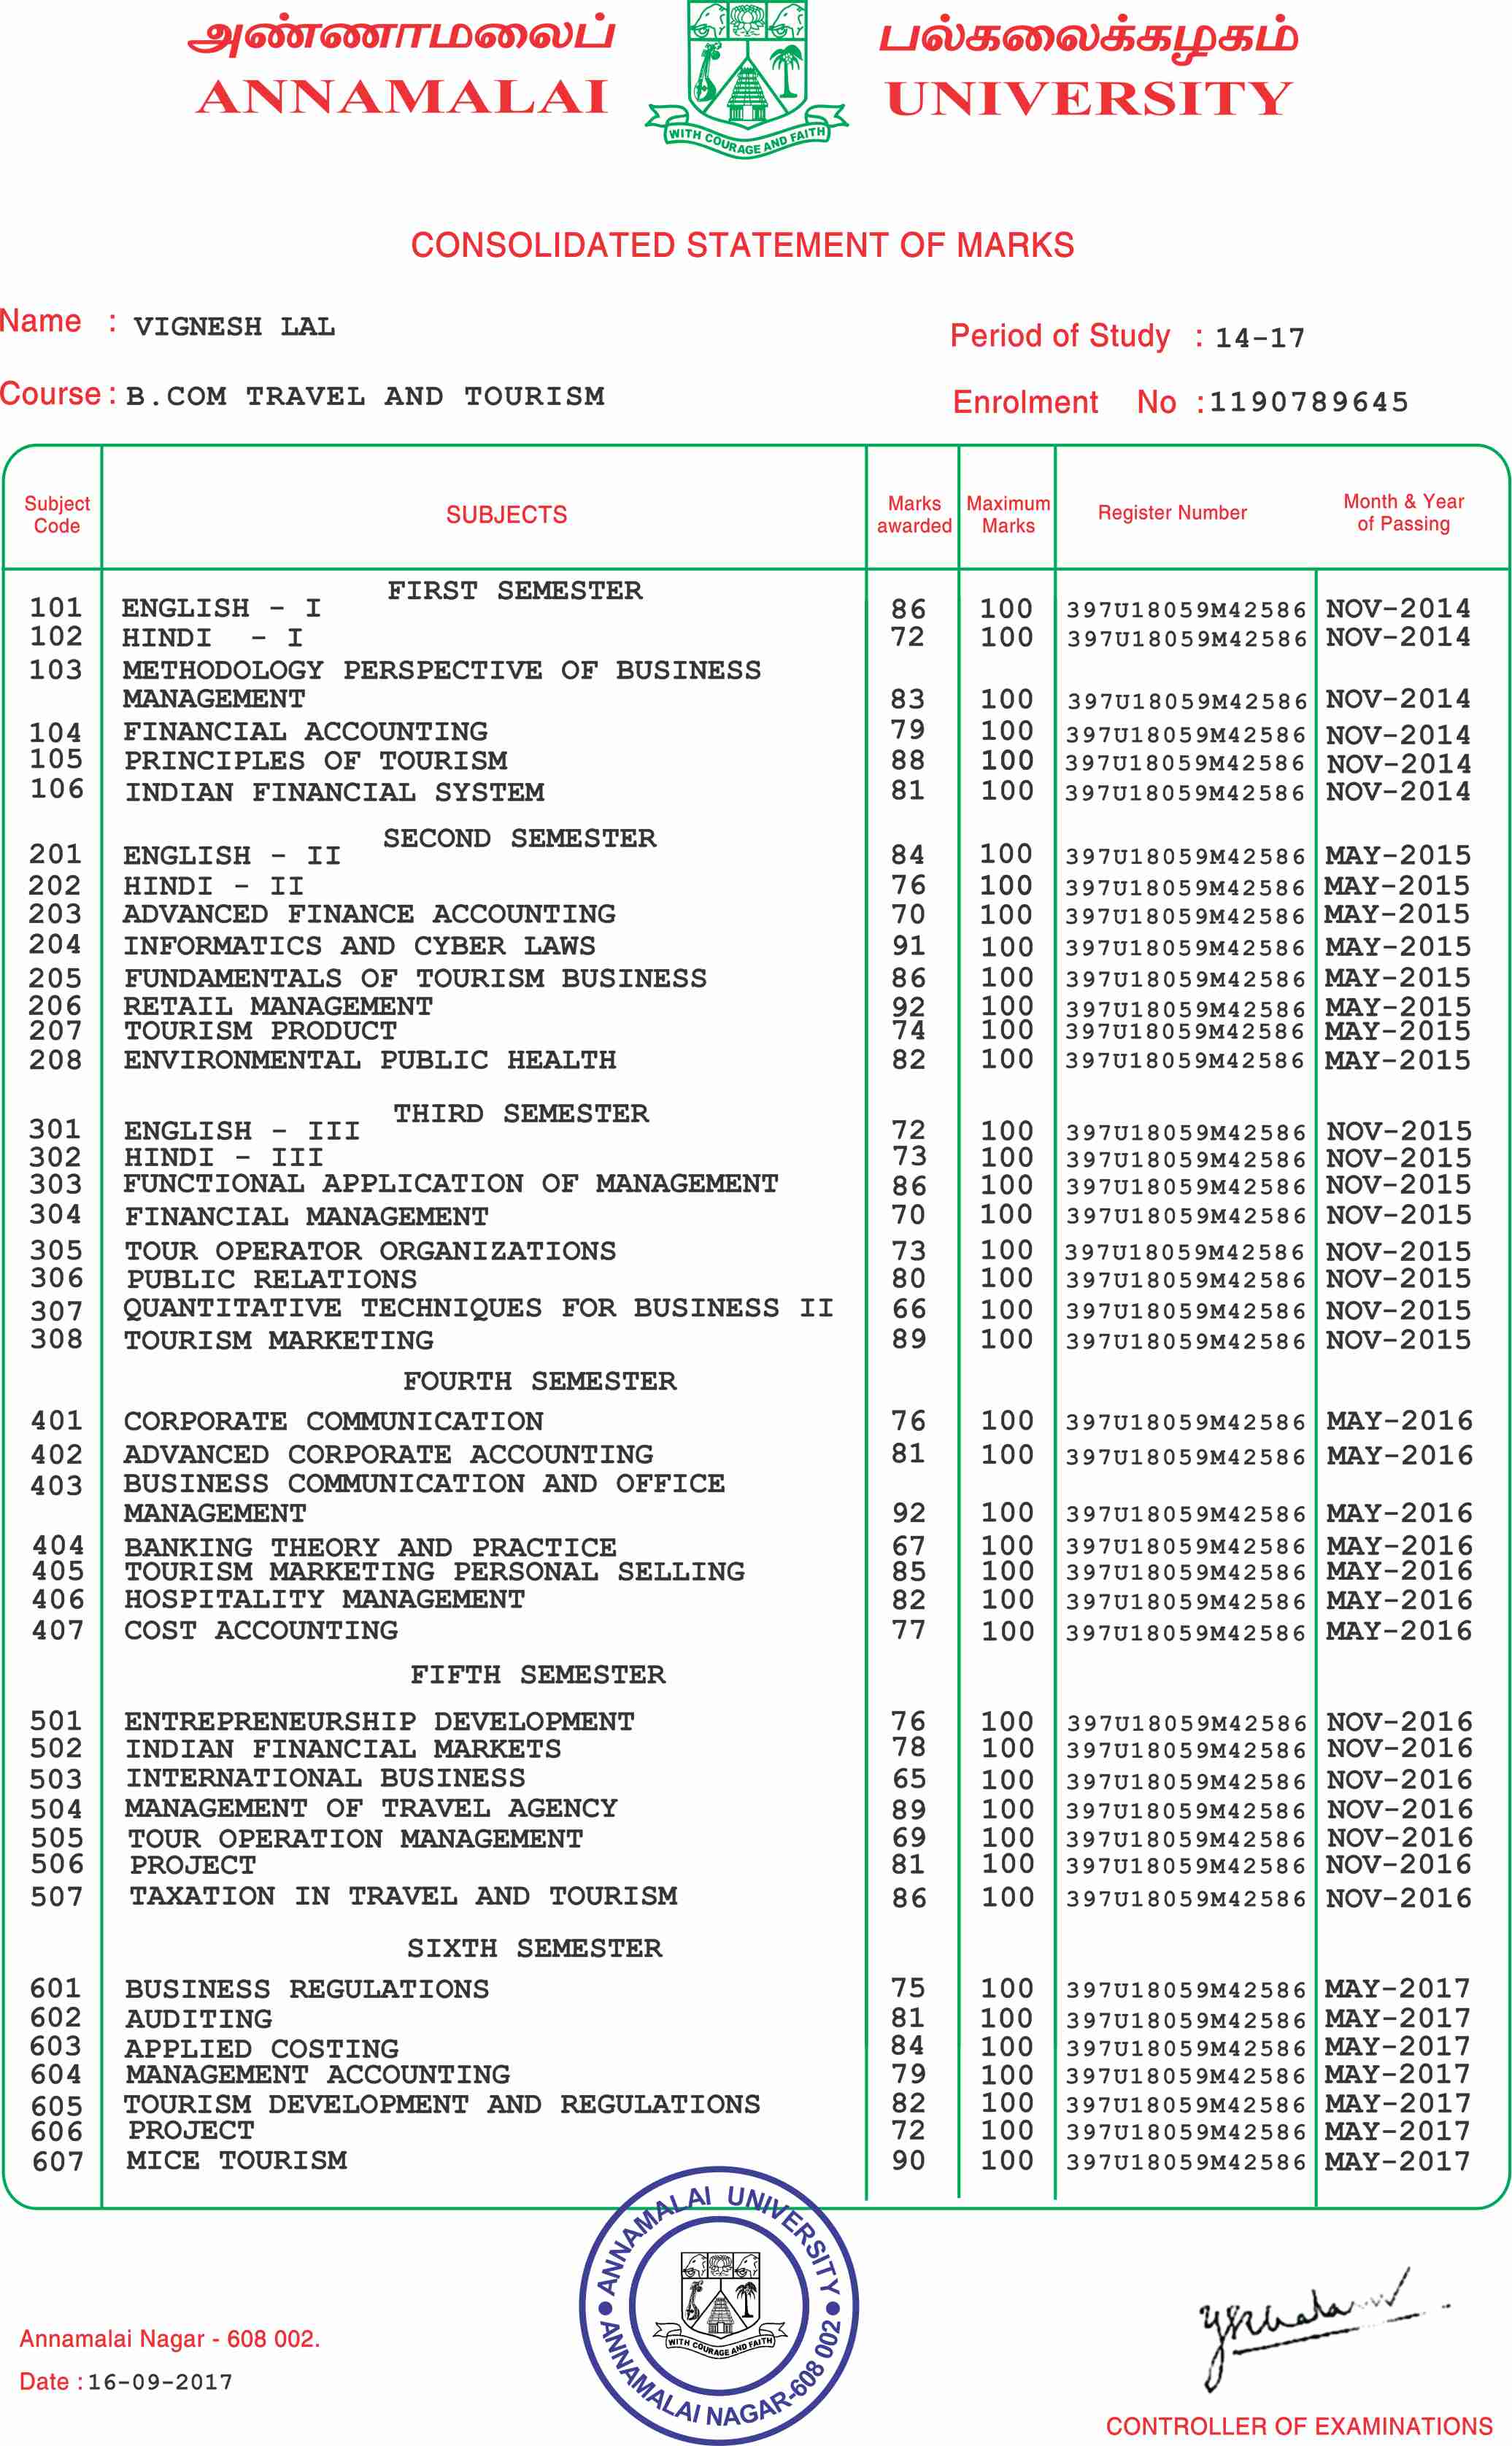 அண்ணாமலைப் பல்கலைக்கழகம்
ANNAMALAI UNIVERSITY
WITH COURAGE AND FAITH
CONSOLIDATED STATEMENT OF MARKS
Name : VIGNESH LAL
Period of Study : 14-17
Course : B.COM TRAVEL AND TOURISM
Enrolment No :1190789645
Subject Code SUBJECTS Marks awarded Maximum Marks Register Number Month & Year of Passing
FIRST SEMESTER
101 ENGLISH - I 86 100 397U18059M42586 NOV-2014
102 HINDI - I 72 100 397U18059M42586 NOV-2014
103 METHODOLOGY PERSPECTIVE OF BUSINESS
MANAGEMENT 83 100 397U18059M42586 NOV-2014
104 FINANCIAL ACCOUNTING 79 100 397U18059M42586 NOV-2014
105 PRINCIPLES OF TOURISM 88 100 397U18059M42586 NOV-2014
106 INDIAN FINANCIAL SYSTEM 81 100 397U18059M42586 NOV-2014
SECOND SEMESTER
201 ENGLISH - II 84 100 397U18059M42586 MAY-2015
202 HINDI - II 76 100 397U18059M42586 MAY-2015
203 ADVANCED FINANCE ACCOUNTING 70 100 397U18059M42586 MAY-2015
204 INFORMATICS AND CYBER LAWS 91 100 397U18059M42586 MAY-2015
205 FUNDAMENTALS OF TOURISM BUSINESS 86 100 397U18059M42586 MAY-2015
206 RETAIL MANAGEMENT 92 100 397U18059M42586 MAY-2015
207 TOURISM PRODUCT 74 100 397U18059M42586 MAY-2015
208 ENVIRONMENTAL PUBLIC HEALTH 82 100 397U18059M42586 MAY-2015
THIRD SEMESTER
301 ENGLISH - III 72 100 397U18059M42586 NOV-2015
302 HINDI - III 73 100 397U18059M42586 NOV-2015
303 FUNCTIONAL APPLICATION OF MANAGEMENT 86 100 397U18059M42586 NOV-2015
304 FINANCIAL MANAGEMENT 70 100 397U18059M42586 NOV-2015
305 TOUR OPERATOR ORGANIZATIONS 73 100 397U18059M42586 NOV-2015
306 PUBLIC RELATIONS 80 100 397U18059M42586 NOV-2015
307 QUANTITATIVE TECHNIQUES FOR BUSINESS II 66 100 397U18059M42586 NOV-2015
308 TOURISM MARKETING 89 100 397U18059M42586 NOV-2015
FOURTH SEMESTER
401 CORPORATE COMMUNICATION 76 100 397U18059M42586 MAY-2016
402 ADVANCED CORPORATE ACCOUNTING 81 100 397U18059M42586 MAY-2016
403 BUSINESS COMMUNICATION AND OFFICE
MANAGEMENT 92 100 397U18059M42586 MAY-2016
404 BANKING THEORY AND PRACTICE 67 100 397U18059M42586 MAY-2016
405 TOURISM MARKETING PERSONAL SELLING 85 100 397U18059M42586 MAY-2016
406 HOSPITALITY MANAGEMENT 82 100 397U18059M42586 MAY-2016
407 COST ACCOUNTING 77 100 397U18059M42586 MAY-2016
FIFTH SEMESTER
501 ENTREPRENEURSHIP DEVELOPMENT 76 100 397U18059M42586 NOV-2016
502 INDIAN FINANCIAL MARKETS 78 100 397U18059M42586 NOV-2016
503 INTERNATIONAL BUSINESS 65 100 397U18059M42586 NOV-2016
504 MANAGEMENT OF TRAVEL AGENCY 89 100 397U18059M42586 NOV-2016
505 TOUR OPERATION MANAGEMENT 69 100 397U18059M42586 NOV-2016
506 PROJECT 81 100 397U18059M42586 NOV-2016
507 TAXATION IN TRAVEL AND TOURISM 86 100 397U18059M42586 NOV-2016
SIXTH SEMESTER
601 BUSINESS REGULATIONS 75 100 397U18059M42586 MAY-2017
602 AUDITING 81 100 397U18059M42586 MAY-2017
603 APPLIED COSTING 84 100 397U18059M42586 MAY-2017
604 MANAGEMENT ACCOUNTING 79 100 397U18059M42586 MAY-2017
605 TOURISM DEVELOPMENT AND REGULATIONS 82 100 397U18059M42586 MAY-2017
606 PROJECT 72 100 397U18059M42586 MAY-2017
607 MICE TOURISM 90 100 397U18059M42586 MAY-2017
ANNAMALAI UNIVERSITY
WITH COURAGE AND FAITH
ANNAMALAI NAGAR-608 002
Annamalai Nagar - 608 002.
Date :16-09-2017
CONTROLLER OF EXAMINATIONS